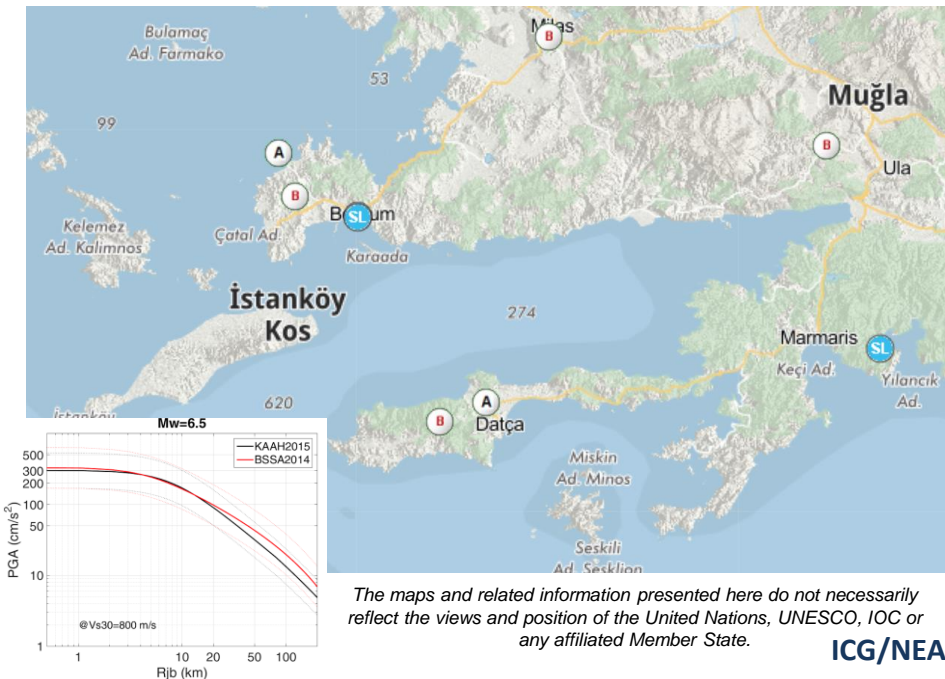 Bulamaç
Ad. Farmako
53
Milas
B
Muğla
99
A
B
Ula
B
SL
Kelemez
Ad. Kalimnos
Çatal Ad.
Karaada
İstanköy
Kos
274
Marmaris
SL
Keçi Ad.
Yılancık
Ad.
620
A
B
Datça
Miskin
Ad. Minos
Seskili
Ad. Sesklion
Mw=6.5
KAAH2015
BSSA2014
500
300
200
100
50
10
1
PGA (cm/s²)
@Vs30=800 m/s
1
10
20
50
100
Rjb (km)
The maps and related information presented here do not necessarily
reflect the views and position of the United Nations, UNESCO, IOC or
any affiliated Member State.
ICG/NEA